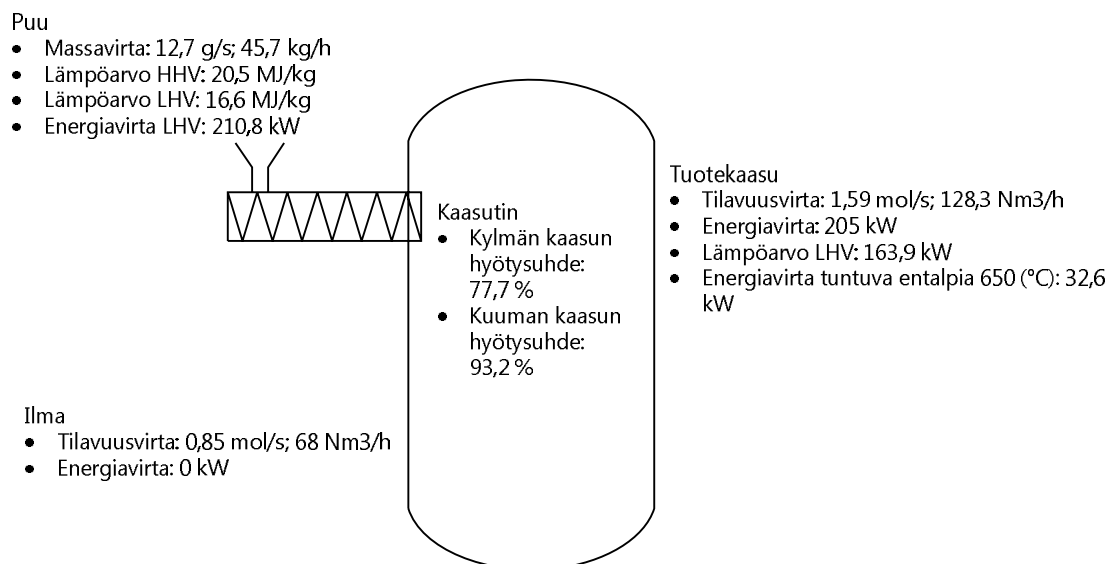 Puu
• Massavirta: 12,7 g/s; 45,7 kg/h
• Lämpöarvo HHV: 20,5 MJ/kg
• Lämpöarvo LHV: 16,6 MJ/kg
• Energiavirta LHV: 210,8 kW
Kaasutin
• Kylmän kaasun
hyötysuhde:
77,7 %
• Kuuman kaasun
hyötysuhde:
93,2 %
Tuotekaasu
• Tilavuusvirta: 1,59 mol/s; 128,3 Nm3/h
• Energiavirta: 205 kW
• Lämpöarvo LHV: 163,9 kW
• Energiavirta tuntuva entalpia 650 (°C): 32,6
kW
Ilma
• Tilavuusvirta: 0,85 mol/s; 68 Nm3/h
• Energiavirta: 0 kW